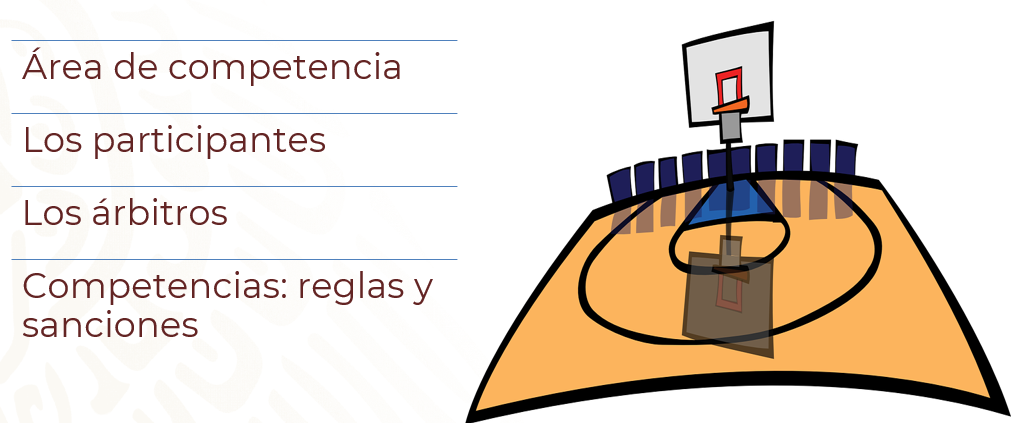 Área de competencia
Los participantes
Los árbitros
Competencias: reglas y
sanciones